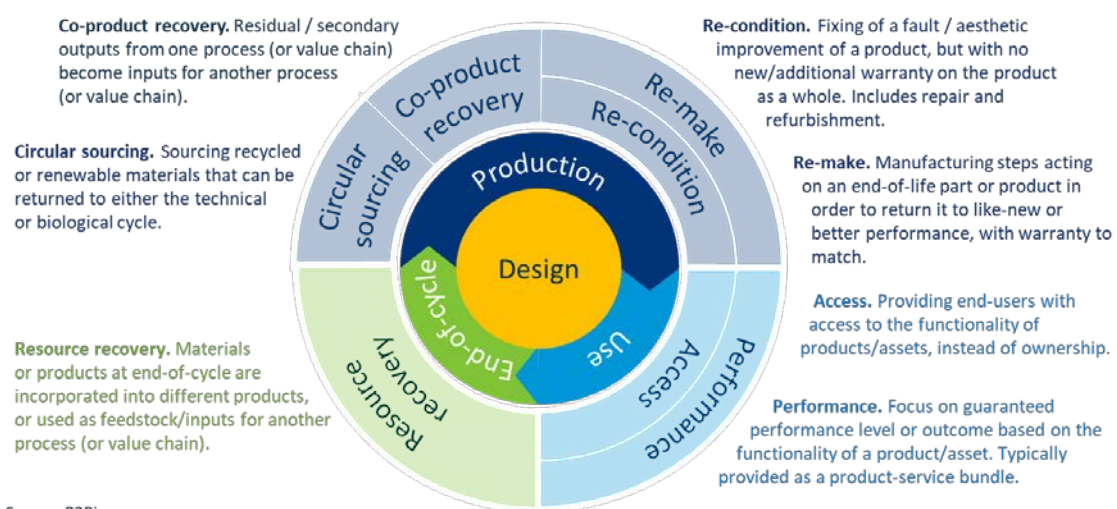 Co-product recovery. Residual / secondary
outputs from one process (or value chain)
become inputs for another process
(or value chain).
Circular sourcing. Sourcing recycled
or renewable materials that can be
returned to either the technical
or biological cycle.
Resource recovery. Materials
or products at end-of-cycle are
incorporated into different products,
or used as feedstock/inputs for another
process (or value chain).
Co-product
recovery
Circular
sourcing
Re-make
Re-condition
Production
Design
Use
End-of-cycle
Resource
recovery
Access
Performance
Re-condition. Fixing of a fault / aesthetic
improvement of a product, but with no
new/additional warranty on the product
as a whole. Includes repair and
refurbishment.
Re-make. Manufacturing steps acting
on an end-of-life part or product in
order to return it to like-new or
better performance, with warranty to
match.
Access. Providing end-users with
access to the functionality of
products/assets, instead of ownership.
Performance. Focus on guaranteed
performance level or outcome based on the
functionality of a product/asset. Typically
provided as a product-service bundle.